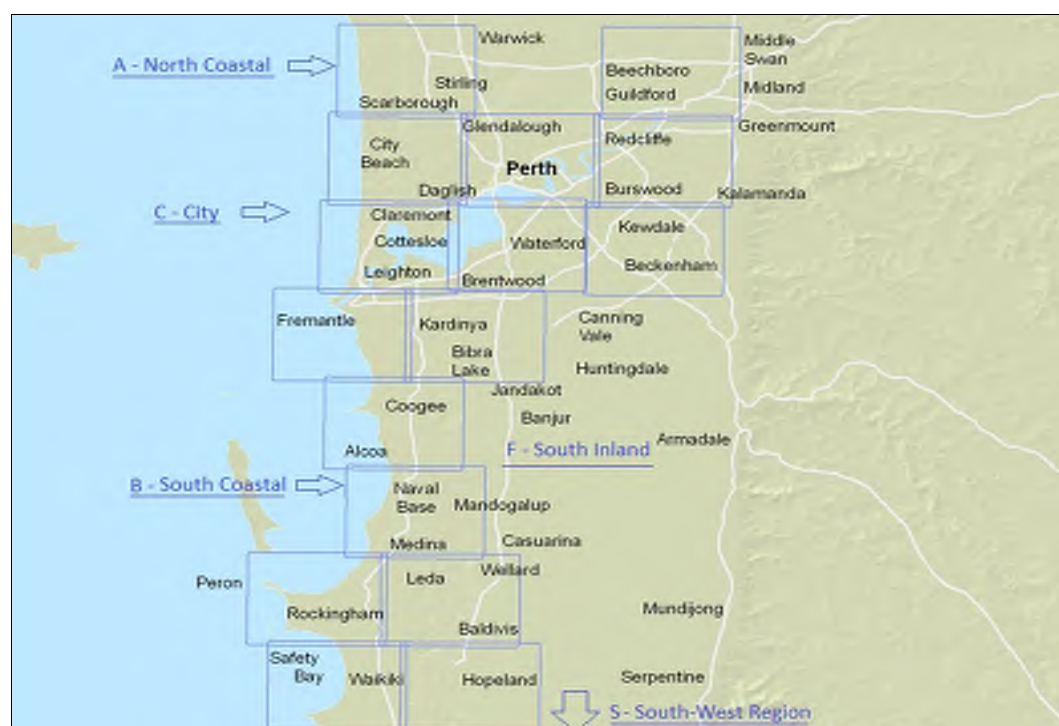 Warwick
Middle
Swan
A - North Coastal
Beechboro
Stirling
Midland
Guildford
Scarborough
Glendalough
Greenmount
Redcliffe
City
Beach
Perth
Daglish
Burswood
Kalamanda
C - City
Claremont
Kewdale
Cottesloe
Waterford
Leighton
Beckenham
Brentwood
Fremantle
Kardinya
Canning
Vale
Bibra
Lake
Huntingdale
Jandakot
Coogee
Banjur
Armadale
Alcoa
F - South Inland
B - South Coastal
Naval
Base
Mandogalup
Medina
Casuarina
Peron
Leda
Wellard
Rockingham
Mundijong
Baldivis
Safety
Bay
Waikiki
Hopeland
Serpentine
S - South-West Region